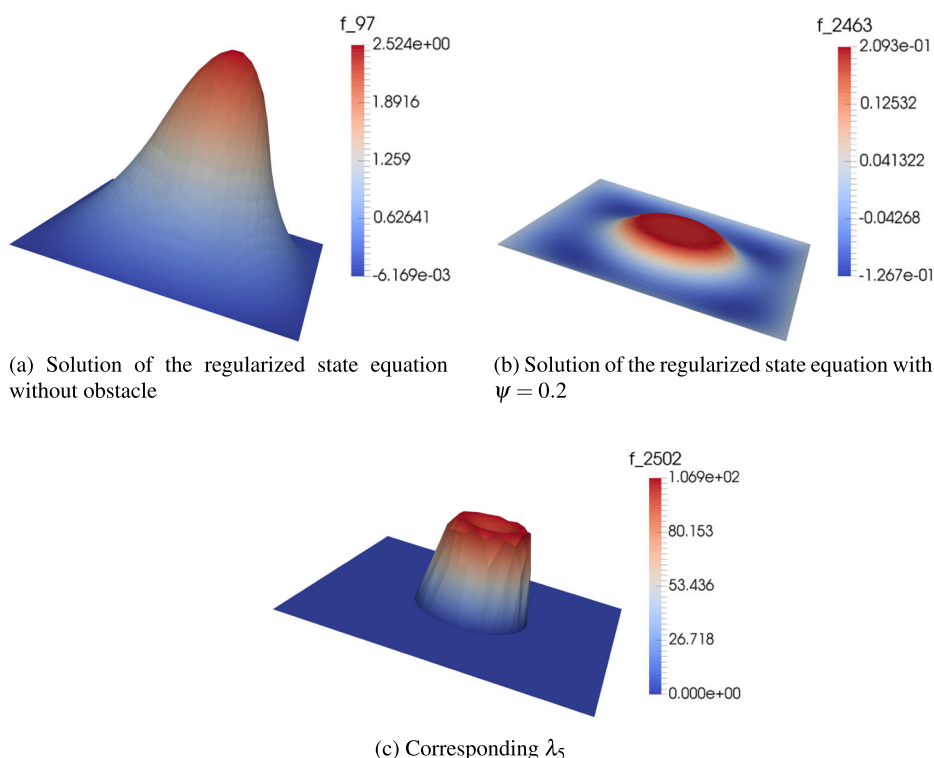 f_97
2.524e+00
1.8916
1.259
0.62641
-6.169e-03
f_2463
2.093e-01
0.12532
0.041322
-0.04268
-1.267e-01
(a) Solution of the regularized state equation
without obstacle
(b) Solution of the regularized state equation with
ψ = 0.2
f_2502
1.069e+02
80.153
53.436
26.718
0.000e+00
(c) Corresponding λ₅